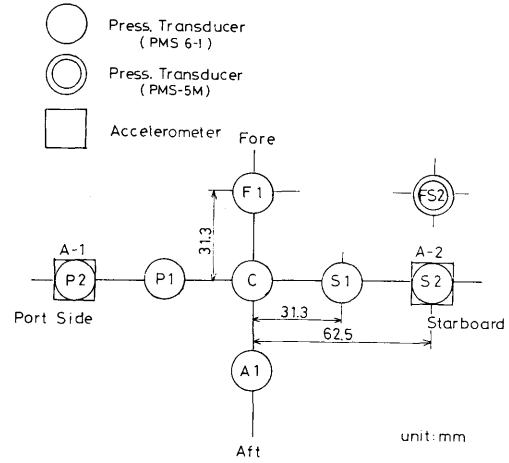 Press. Transducer
( PMS 6-1 )
Press. Transducer
( PMS-5M )
Accelerometer
Fore
F1
FS2
31.3
A-1
A-2
P2
P1
C
S1
S2
Port Side
31.3
Starboard
62.5
A1
unit: mm
Aft